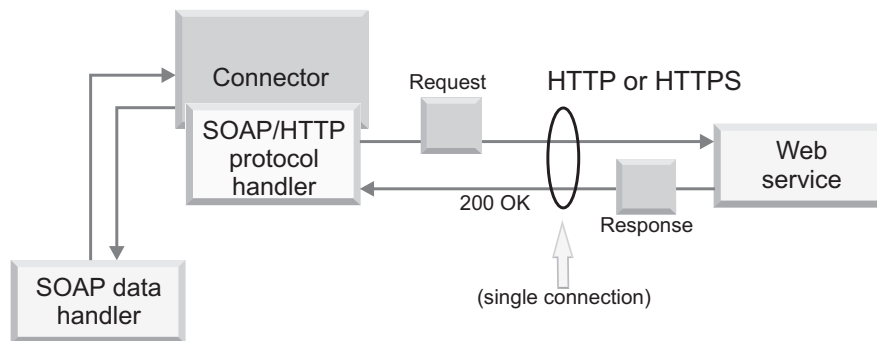 Connector
SOAP/HTTP
protocol
handler
Request
HTTP or HTTPS
Web
service
200 OK
Response
(single connection)
SOAP data
handler